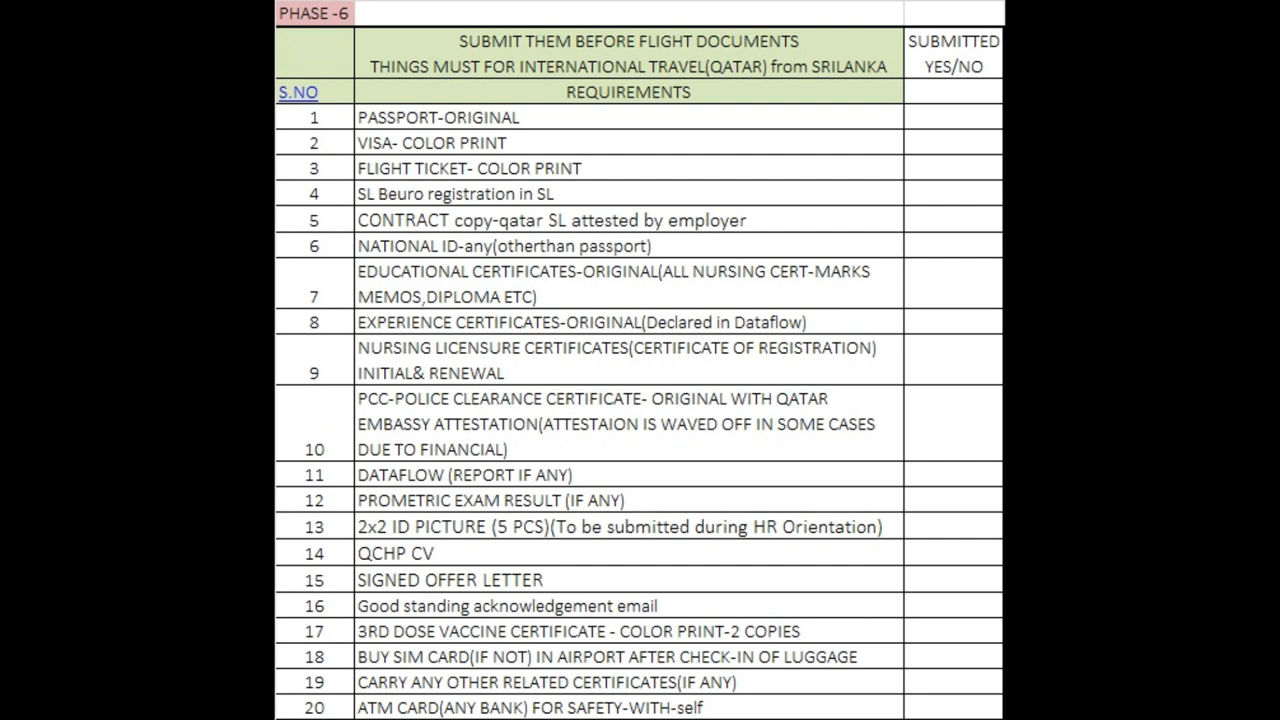 PHASE -6
SUBMIT THEM BEFORE FLIGHT DOCUMENTS
THINGS MUST FOR INTERNATIONAL TRAVEL(QATAR) from SRILANKA
SUBMITTED
YES/NO
S.NO REQUIREMENTS
1 PASSPORT-ORIGINAL
2 VISA- COLOR PRINT
3 FLIGHT TICKET- COLOR PRINT
4 SL Beuro registration in SL
5 CONTRACT copy-qatar SL attested by employer
6 NATIONAL ID-any(otherthan passport)
EDUCATIONAL CERTIFICATES-ORIGINAL(ALL NURSING CERT-MARKS
7 MEMOS,DIPLOMA ETC)
8 EXPERIENCE CERTIFICATES-ORIGINAL(Declared in Dataflow)
NURSING LICENSURE CERTIFICATES(CERTIFICATE OF REGISTRATION)
9 INITIAL& RENEWAL
PCC-POLICE CLEARANCE CERTIFICATE- ORIGINAL WITH QATAR
EMBASSY ATTESTATION(ATTESTAION IS WAVED OFF IN SOME CASES
10 DUE TO FINANCIAL)
11 DATAFLOW (REPORT IF ANY)
12 PROMETRIC EXAM RESULT (IF ANY)
13 2x2 ID PICTURE (5 PCS)(To be submitted during HR Orientation)
14 QCHP CV
15 SIGNED OFFER LETTER
16 Good standing acknowledgement email
17 3RD DOSE VACCINE CERTIFICATE - COLOR PRINT-2 COPIES
18 BUY SIM CARD(IF NOT) IN AIRPORT AFTER CHECK-IN OF LUGGAGE
19 CARRY ANY OTHER RELATED CERTIFICATES(IF ANY)
20 ATM CARD(ANY BANK) FOR SAFETY-WITH-self